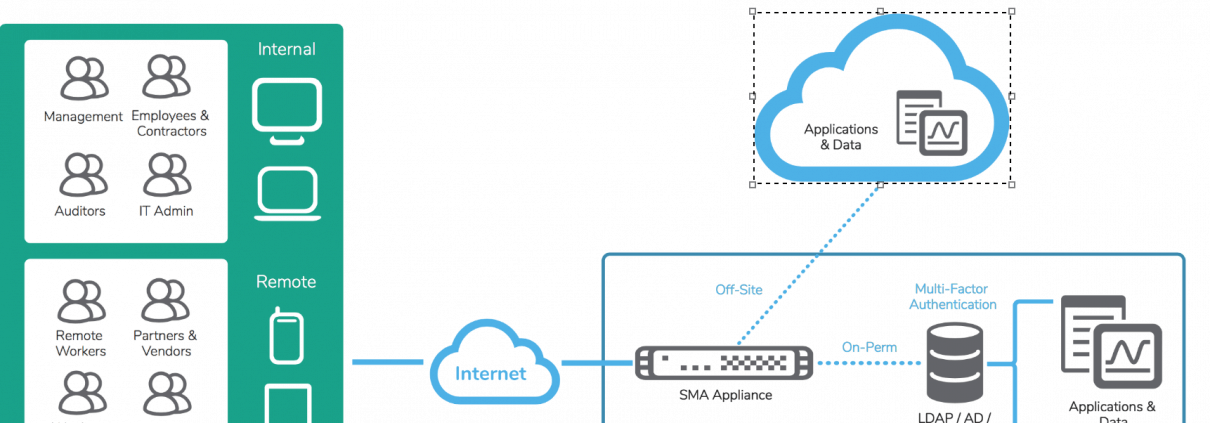 Internal
Management
Employees &
Contractors
Auditors
IT Admin
Remote
Remote
Workers
Partners &
Vendors
Internet
Applications
& Data
Off-Site
Multi-Factor
Authentication
On-Perm
SMA Appliance
LDAP / AD /
Applications &
Data